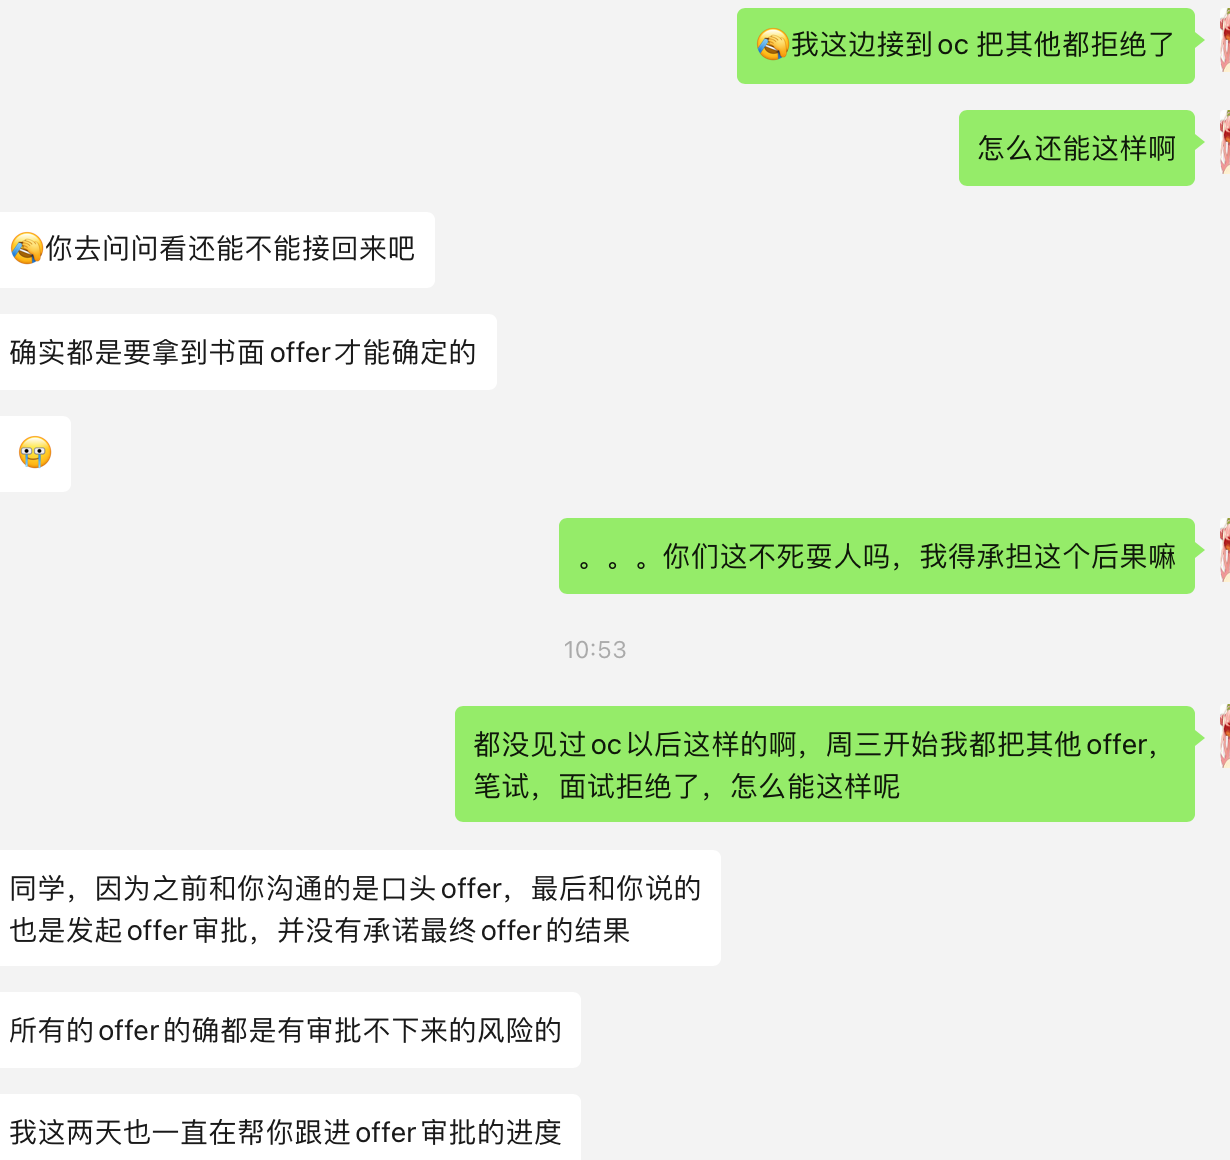 🤣我这边接到oc 把其他都拒绝了
怎么还能这样啊
🤣你去问问看还能不能接回来吧
确实都是要拿到书面offer才能确定的
。。。你们这不死耍人吗，我得承担这个后果嘛
10:53
都没见过oc以后这样的啊，周三开始我都把其他offer，
笔试，面试拒绝了，怎么能这样呢
同学，因为之前和你沟通的是口头offer，最后和你说的
也是发起offer审批，并没有承诺最终offer的结果
所有的offer的确都是有审批不下来的风险的
我这两天也一直在帮你跟进offer审批的进度